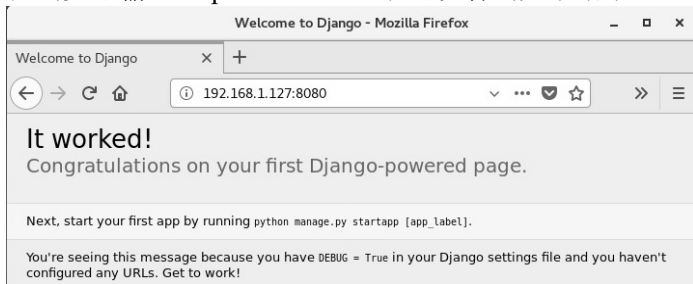 Welcome to Django - Mozilla Firefox
Welcome to Django
192.168.1.127:8080
It worked!
Congratulations on your first Django-powered page.
Next, start your first app by running python manage.py startapp [app_label].
You're seeing this message because you have DEBUG = True in your Django settings file and you haven't
configured any URLs. Get to work!